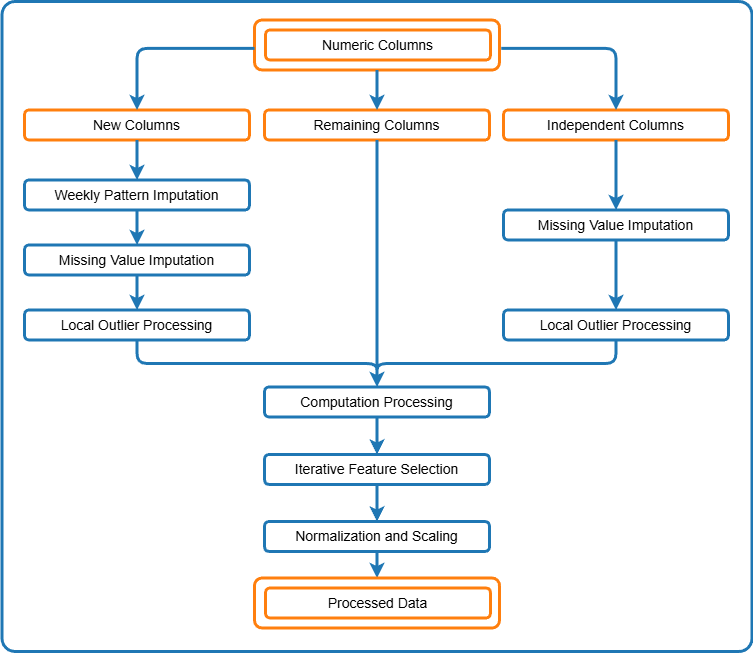 Numeric Columns
New Columns
Remaining Columns
Independent Columns
Weekly Pattern Imputation
Missing Value Imputation
Missing Value Imputation
Local Outlier Processing
Local Outlier Processing
Computation Processing
Iterative Feature Selection
Normalization and Scaling
Processed Data